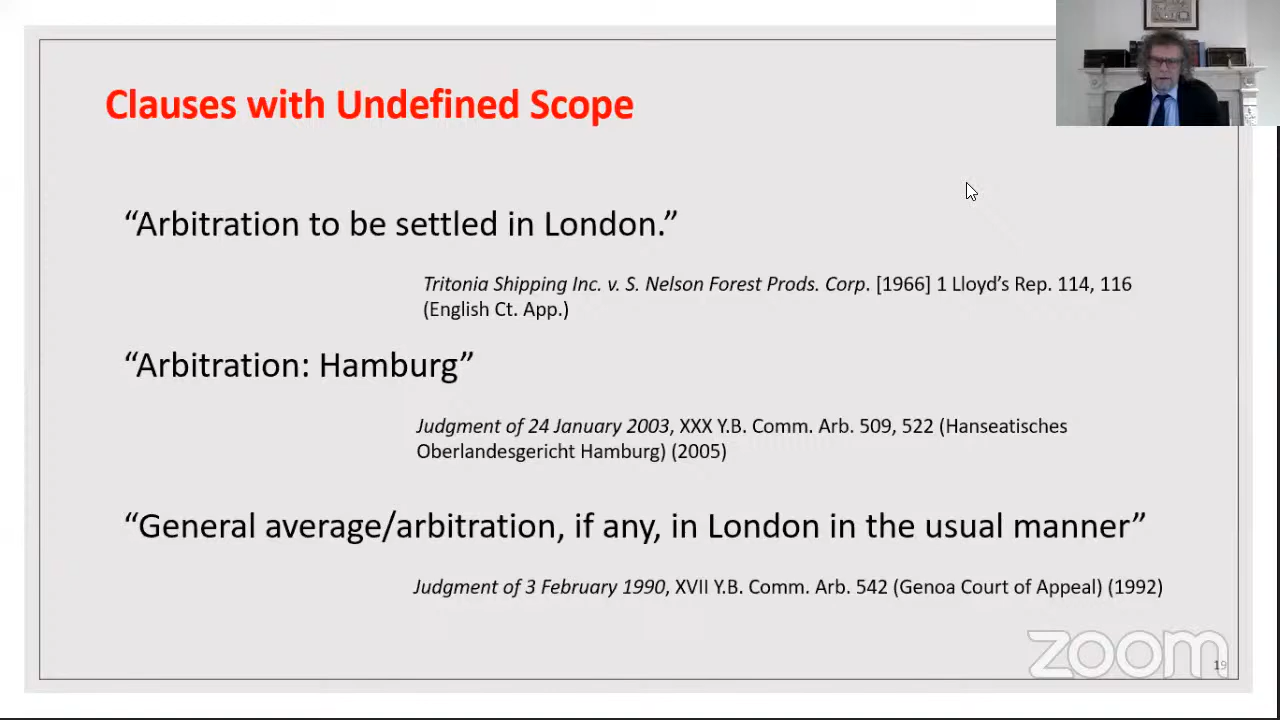 Clauses with Undefined Scope
“Arbitration to be settled in London.”
Tritonia Shipping Inc. v. S. Nelson Forest Prods. Corp. [1966] 1 Lloyd’s Rep. 114, 116
(English Ct. App.)
“Arbitration: Hamburg”
Judgment of 24 January 2003, XXX Y.B. Comm. Arb. 509, 522 (Hanseatisches
Oberlandesgericht Hamburg) (2005)
“General average/arbitration, if any, in London in the usual manner”
Judgment of 3 February 1990, XVII Y.B. Comm. Arb. 542 (Genoa Court of Appeal) (1992)
zoom
19